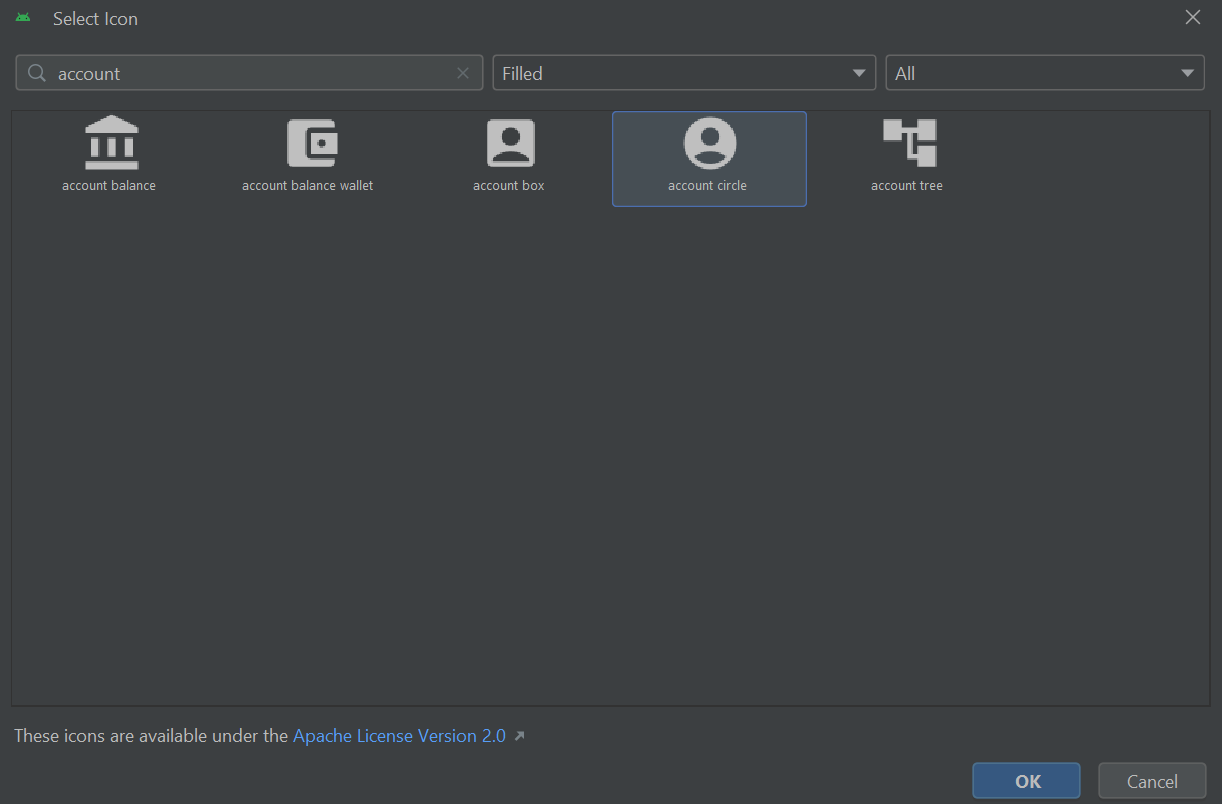 Select Icon
account
Filled
All
account balance
account balance wallet
account box
account circle
account tree
These icons are available under the Apache License Version 2.0
OK
Cancel